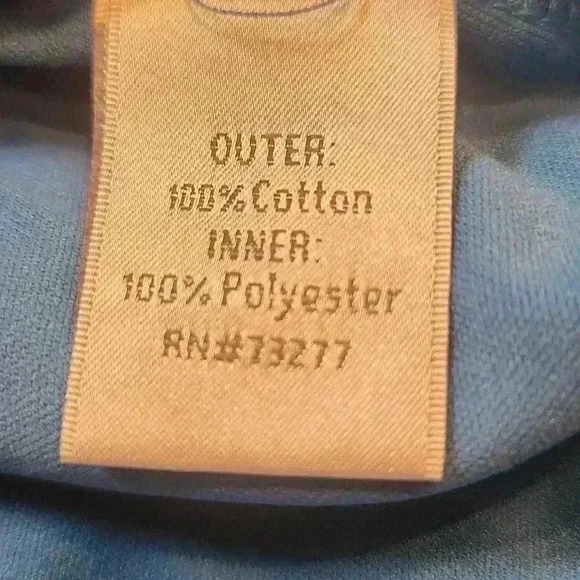 OUTER:
100% Cotton
INNER:
100% Polyester
RN#73277